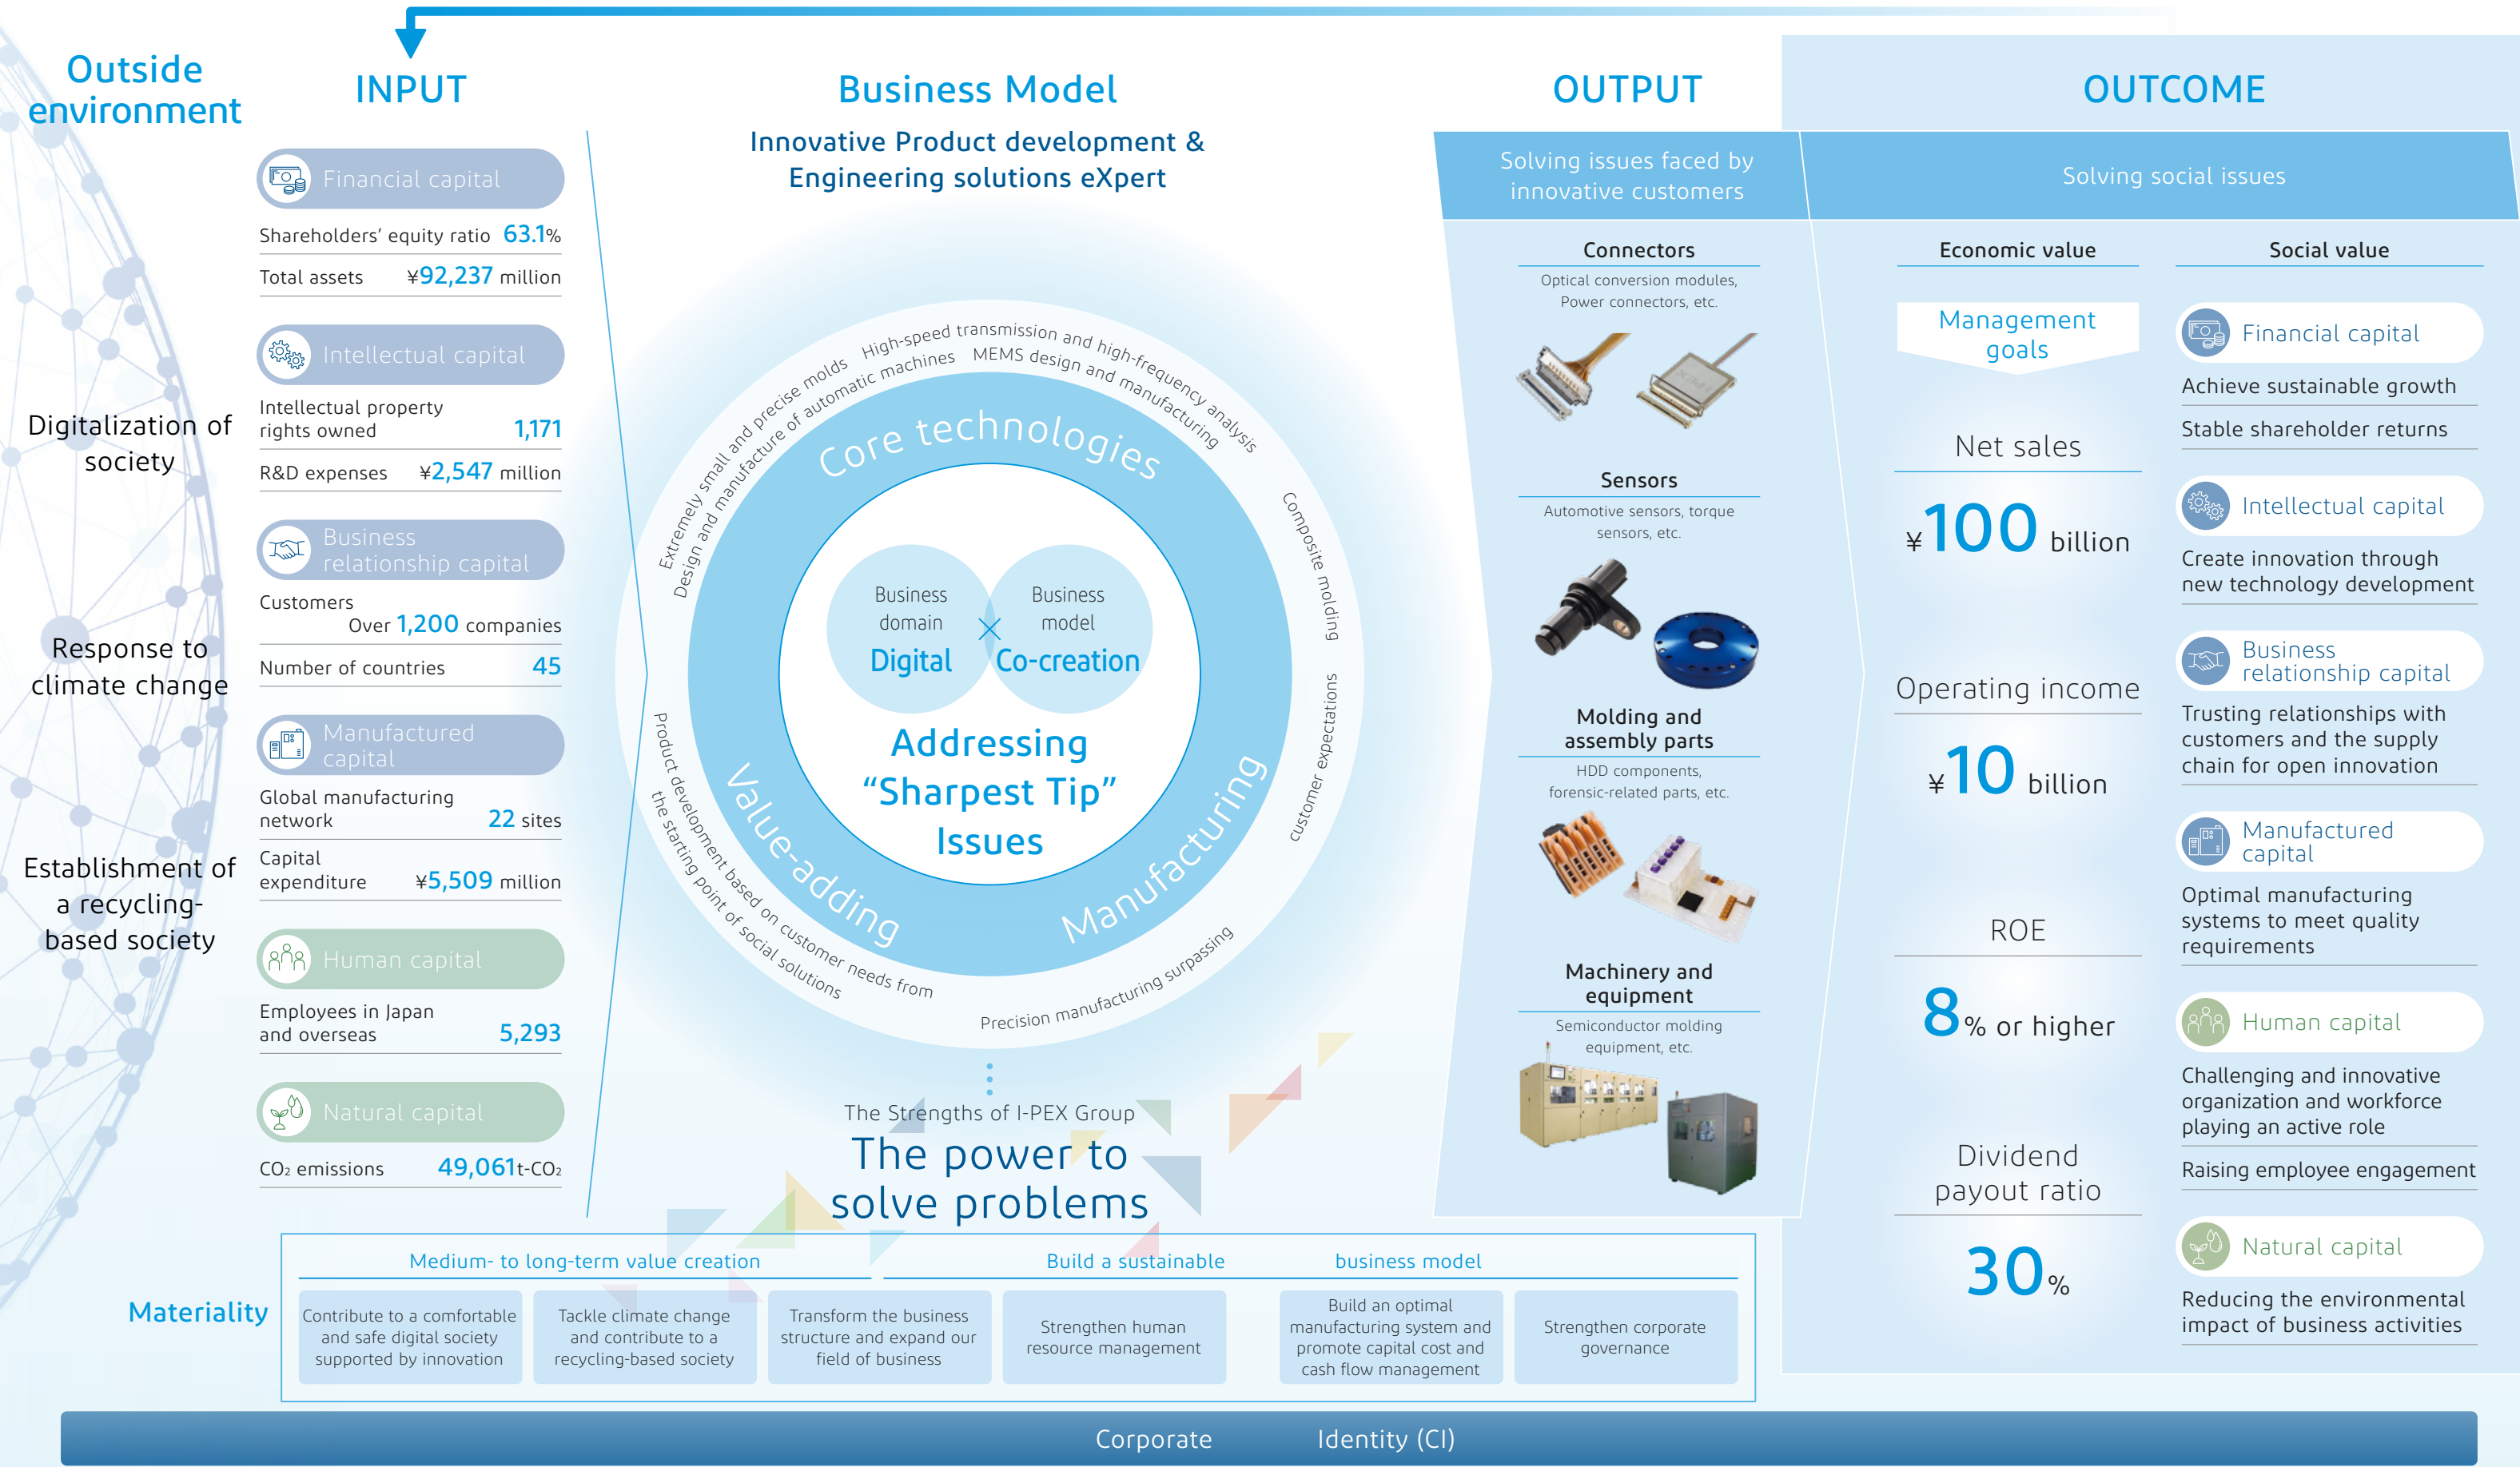 Outside
environment
Digitalization of
society
Response to
climate change
Establishment of
a recycling-
based society
INPUT
Financial capital
Shareholders' equity ratio 63.1%
Total assets ¥92,237 million
Intellectual capital
Intellectual property
rights owned 1,171
R&D expenses ¥2,547 million
Business
relationship capital
Customers
Over 1,200 companies
Number of countries 45
Manufactured
capital
Global manufacturing
network 22 sites
Capital
expenditure ¥5,509 million
Human capital
Employees in Japan
and overseas 5,293
Natural capital
CO₂ emissions 49,061t-CO₂
Business Model
Innovative Product development &
Engineering solutions eXpert
Extremely small and precise molds High-speed transmission and high-frequency analysis
Design and manufacture of automatic machines MEMS design and manufacturing
Composite molding
Core technologies
Business
domain
Digital
×
Business
model
Co-creation
Addressing
“Sharpest Tip”
Issues
Value-adding
Product development based on customer needs from
the starting point of social solutions
Manufacturing
Precision manufacturing surpassing
customer expectations
The Strengths of I-PEX Group
The power to
solve problems
OUTPUT
Solving issues faced by
innovative customers
Connectors
Optical conversion modules,
Power connectors, etc.
Sensors
Automotive sensors, torque
sensors, etc.
Molding and
assembly parts
HDD components,
forensic-related parts, etc.
Machinery and
equipment
Semiconductor molding
equipment, etc.
OUTCOME
Solving social issues
Economic value
Management
goals
Net sales
¥100 billion
Operating income
¥10 billion
ROE
8% or higher
Dividend
payout ratio
30%
Social value
Financial capital
Achieve sustainable growth
Stable shareholder returns
Intellectual capital
Create innovation through
new technology development
Business
relationship capital
Trusting relationships with
customers and the supply
chain for open innovation
Manufactured
capital
Optimal manufacturing
systems to meet quality
requirements
Human capital
Challenging and innovative
organization and workforce
playing an active role
Raising employee engagement
Natural capital
Reducing the environmental
impact of business activities
Materiality
Medium- to long-term value creation
Contribute to a comfortable
and safe digital society
supported by innovation
Tackle climate change
and contribute to a
recycling-based society
Transform the business
structure and expand our
field of business
Build a sustainable business model
Strengthen human
resource management
Build an optimal
manufacturing system and
promote capital cost and
cash flow management
Strengthen corporate
governance
Corporate Identity (CI)